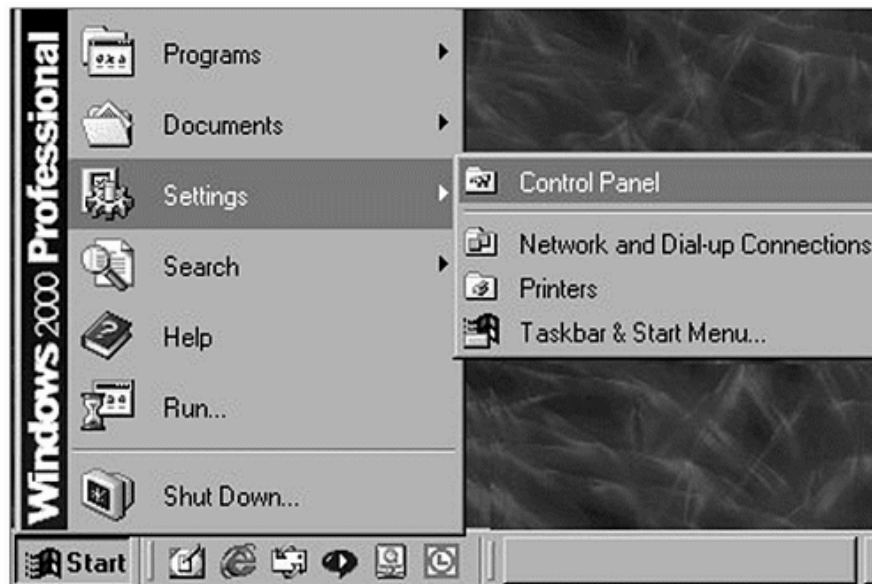 Windows 2000 Professional
Programs
Documents
Settings
Search
Help
Run...
Shut Down...
Control Panel
Network and Dial-up Connections
Printers
Taskbar & Start Menu...
Start